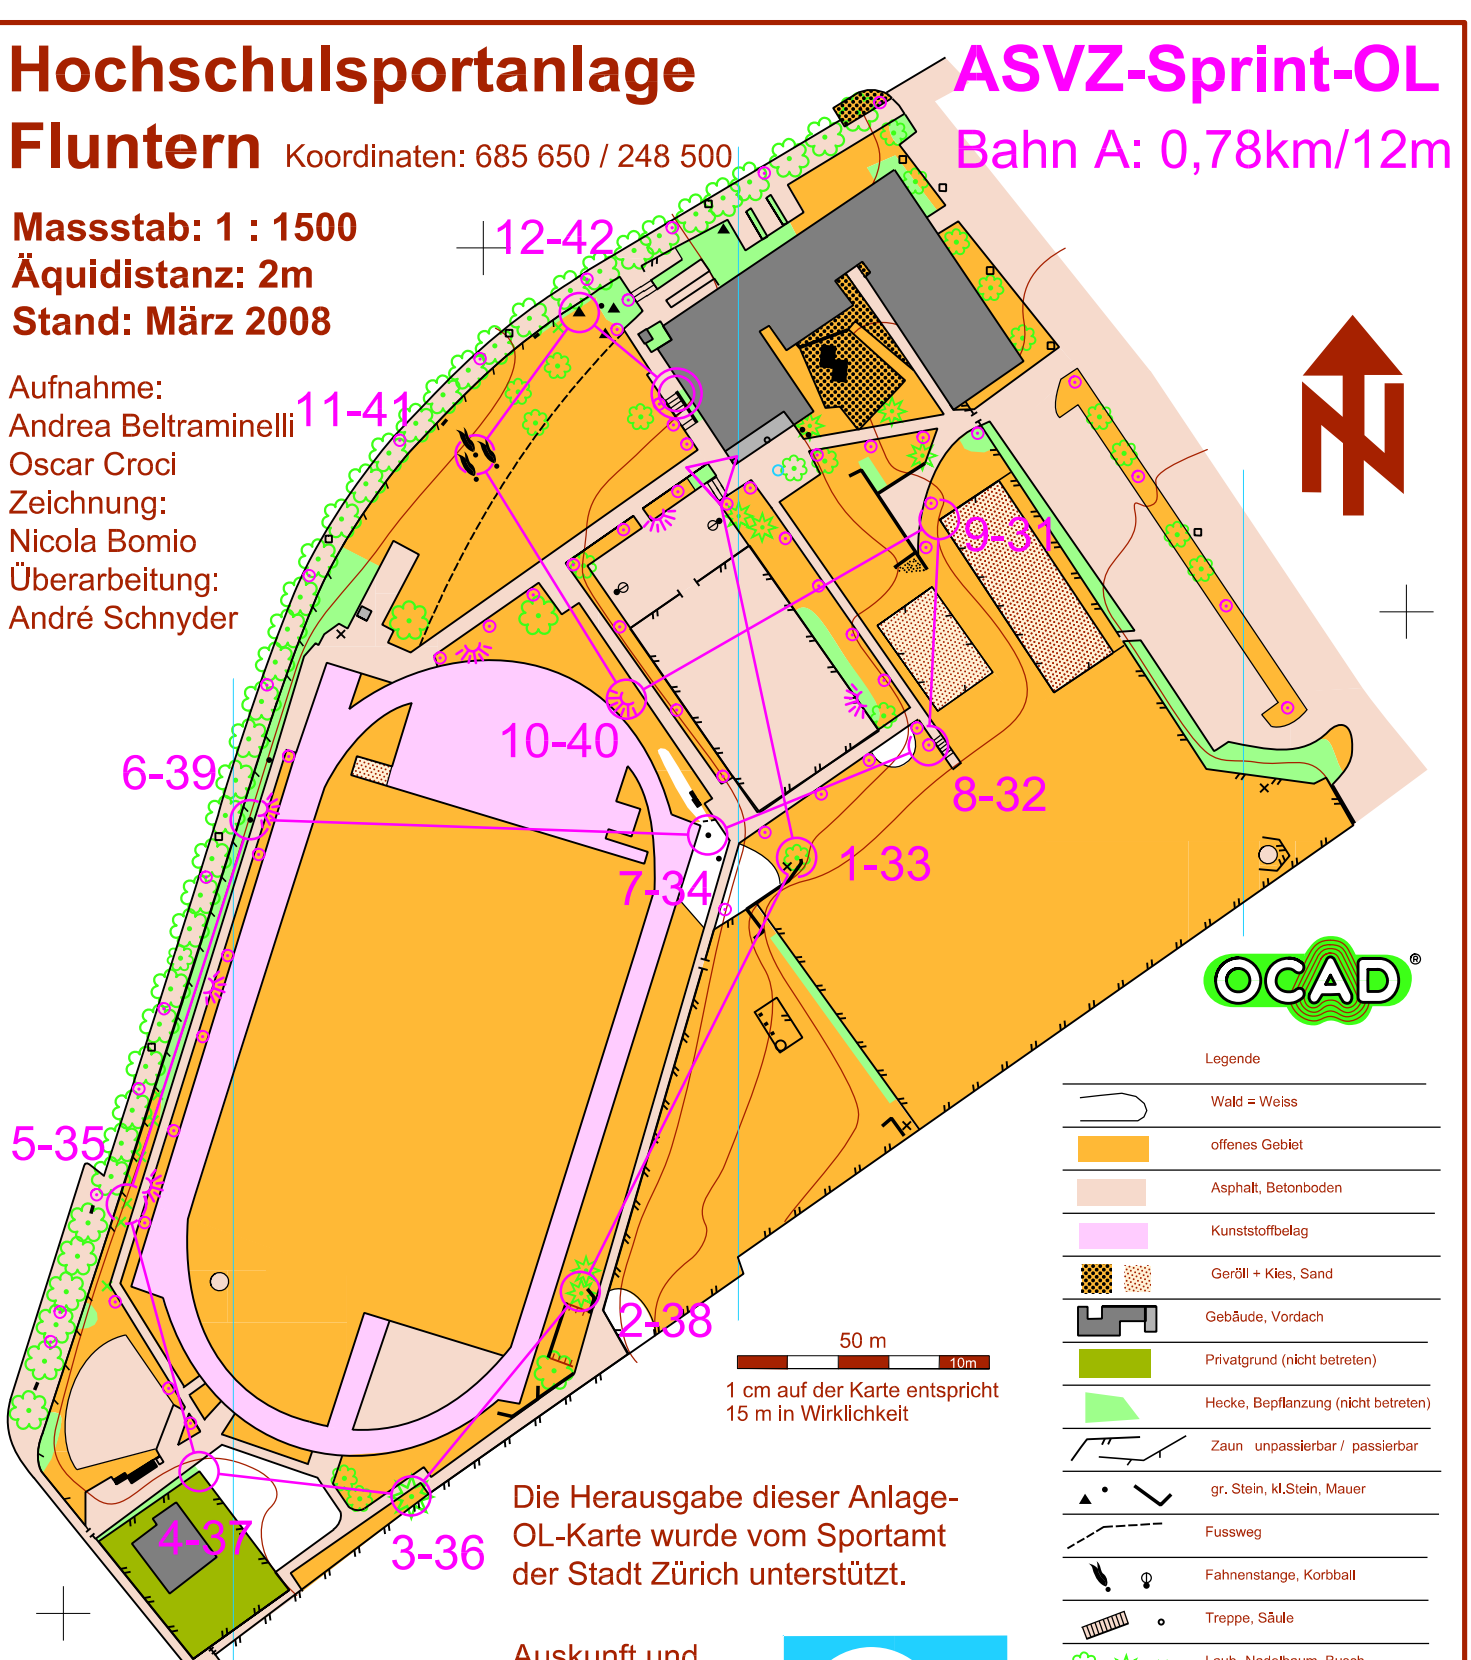 Hochschulsportanlage
Fluntern Koordinaten: 685 650 / 248 500
ASVZ-Sprint-OL
Bahn A: 0,78km/12m
Massstab: 1 : 1500
Äquidistanz: 2m
Stand: März 2008
Aufnahme:
Andrea Beltraminelli
Oscar Croci
Zeichnung:
Nicola Bomio
Überarbeitung:
André Schnyder
12-42
11-41
9-31
10-40
6-39
8-32
1-33
7-34
5-35
2-38
4-37
3-36
N
OCAD®
Legende
Wald = Weiss
offenes Gebiet
Asphalt, Betonboden
Kunststoffbelag
Geröll + Kies, Sand
Gebäude, Vordach
Privatgrund (nicht betreten)
Hecke, Bepflanzung (nicht betreten)
Zaun unpassierbar / passierbar
gr. Stein, kl.Stein, Mauer
Fussweg
Fahnenstange, Korbball
Treppe, Säule
Laub, Nadelbaum, Busch
50 m
10m
1 cm auf der Karte entspricht
15 m in Wirklichkeit
Die Herausgabe dieser Anlage-
OL-Karte wurde vom Sportamt
der Stadt Zürich unterstützt.
Auskunft und